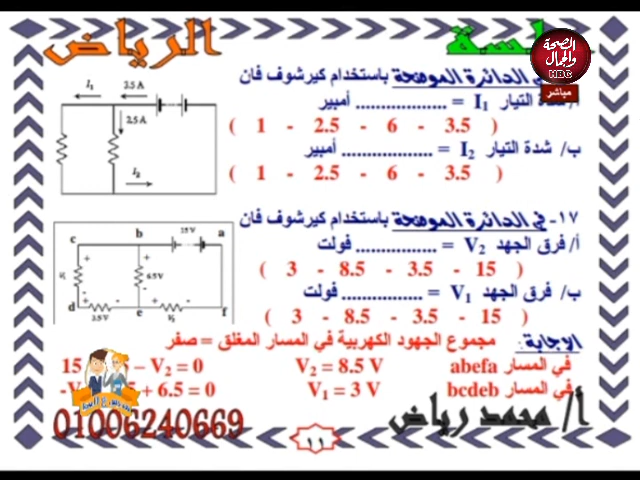 الرياض
الصحة والجمال
HBC
مباشر
في الدائرة الموضحة باستخدام كيرشوف فان
أ/ شدة التيار I₁ = .................. أمبير
( 1 - 2.5 - 6 - 3.5 )
ب/ شدة التيار I₂ = .................. أمبير
( 1 - 2.5 - 6 - 3.5 )
I₁ 3.5 A
2.5 A
I₂
١٧- في الدائرة الموضحة باستخدام كيرشوف فان
أ/ فرق الجهد V₂ = ................ فولت
( 3 - 8.5 - 3.5 - 15 )
ب/ فرق الجهد V₁ = ................ فولت
( 3 - 8.5 - 3.5 - 15 )
15 V
c b a
+ +
V₁ 6.5 V
- -
d + - e + - f
3.5 V V₂
الإجابة: مجموع الجهود الكهربية في المسار المغلق = صفر
في المسار abefa V₂ = 8.5 V 15 – V₂ = 0
في المسار bcdeb V₁ = 3 V -V 5 + 6.5 = 0
أ/ محمد رياض
01006240669
١١